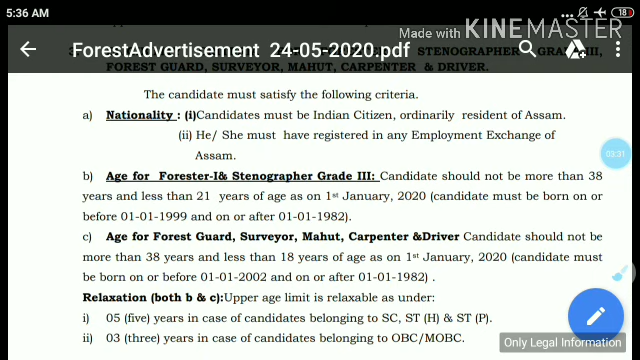 5:36 AM
18
Made with KINEMASTER
ForestAdvertisement 24-05-2020.pdf
STENOGRAPHER GRADE III,
FOREST GUARD, SURVEYOR, MAHUT, CARPENTER & DRIVER.
The candidate must satisfy the following criteria.
a) Nationality : (i)Candidates must be Indian Citizen, ordinarily resident of Assam.
(ii) He/ She must have registered in any Employment Exchange of
Assam.
00:31
b) Age for Forester-I& Stenographer Grade III: Candidate should not be more than 38
years and less than 21 years of age as on 1st January, 2020 (candidate must be born on or
before 01-01-1999 and on or after 01-01-1982).
c) Age for Forest Guard, Surveyor, Mahut, Carpenter &Driver Candidate should not be
more than 38 years and less than 18 years of age as on 1st January, 2020 (candidate must
be born on or before 01-01-2002 and on or after 01-01-1982) .
Relaxation (both b & c):Upper age limit is relaxable as under:
i) 05 (five) years in case of candidates belonging to SC, ST (H) & ST (P).
ii) 03 (three) years in case of candidates belonging to OBC/MOBC.
Only Legal Information